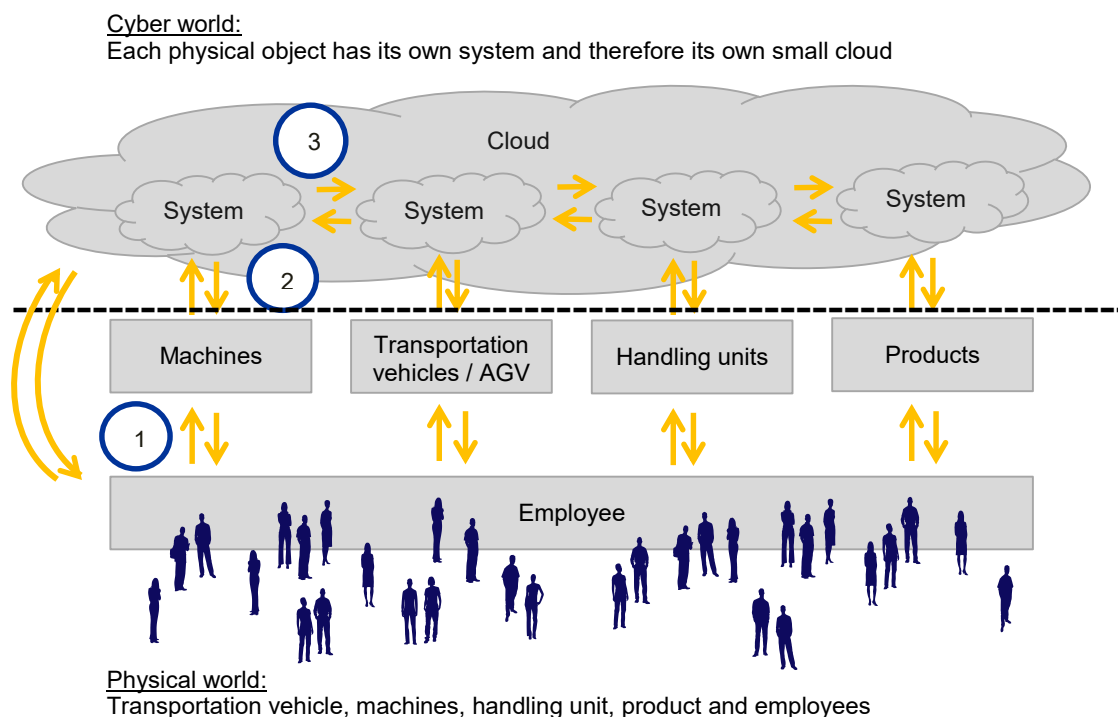 Cyber world:
Each physical object has its own system and therefore its own small cloud
3
Cloud
System
System
System
System
2
Machines
Transportation
vehicles / AGV
Handling units
Products
1
Employee
Physical world:
Transportation vehicle, machines, handling unit, product and employees